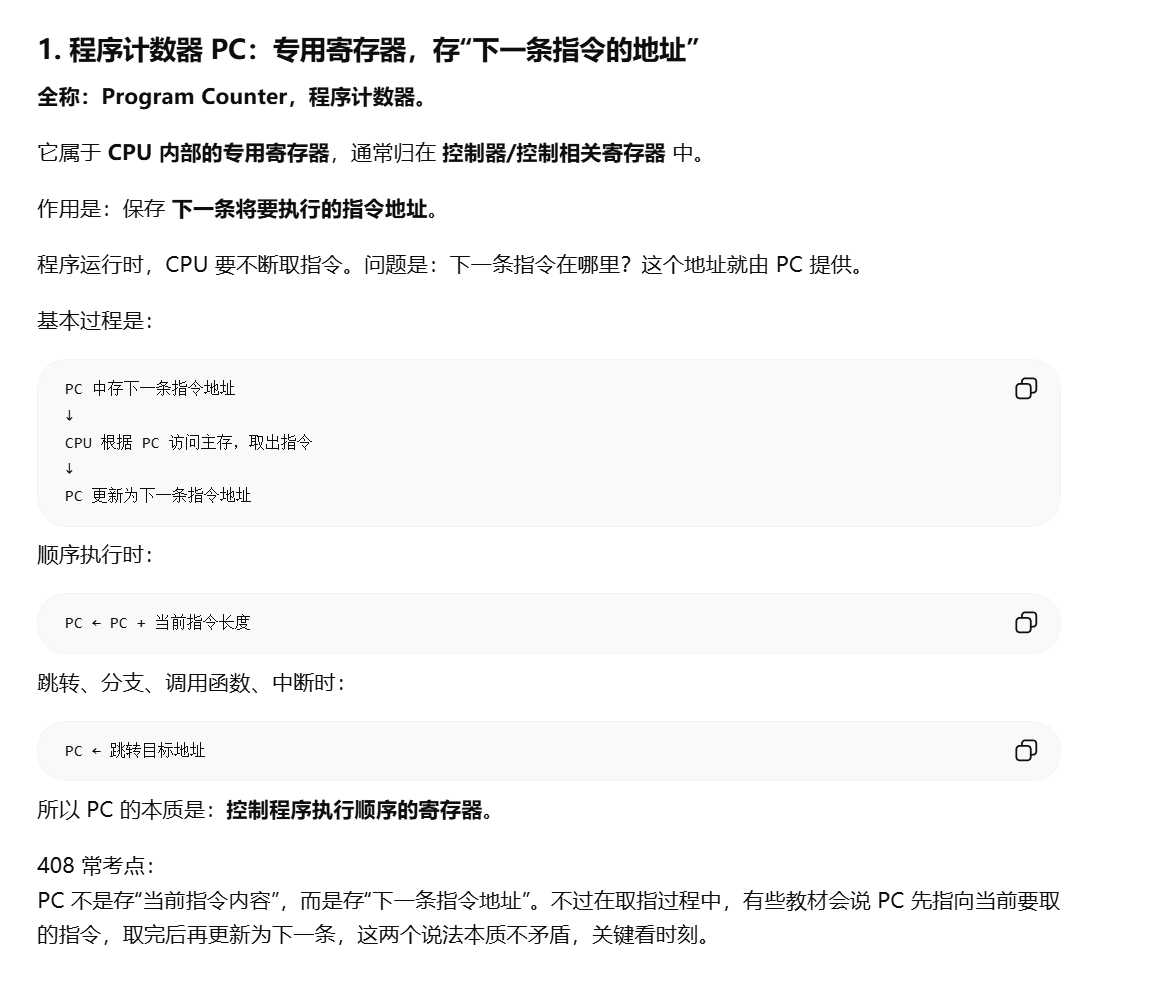 1. 程序计数器 PC：专用寄存器，存“下一条指令的地址”
全称：Program Counter，程序计数器。
它属于 CPU 内部的专用寄存器，通常归在 控制器/控制相关寄存器 中。
作用是：保存 下一条将要执行的指令地址。
程序运行时，CPU 要不断取指令。问题是：下一条指令在哪里？这个地址就由 PC 提供。
基本过程是：
PC 中存下一条指令地址
↓
CPU 根据 PC 访问主存，取出指令
↓
PC 更新为下一条指令地址
顺序执行时：
PC ← PC + 当前指令长度
跳转、分支、调用函数、中断时：
PC ← 跳转目标地址
所以 PC 的本质是：控制程序执行顺序的寄存器。
408 常考点：
PC 不是存“当前指令内容”，而是存“下一条指令地址”。不过在取指过程中，有些教材会说 PC 先指向当前要取
的指令，取完后再更新为下一条，这两个说法本质不矛盾，关键看时刻。